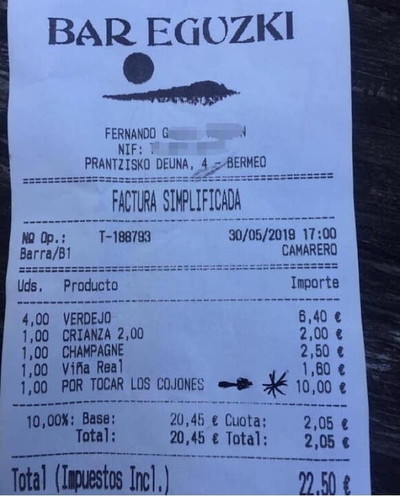 BAR EGUZKI
FERNANDO G N
NIF:
PRANTZISKO DEUNA, 4 - BERMEO
FACTURA SIMPLIFICADA
Nº Op.: T-188793 30/05/2019 17:00
Barra/B1 CAMARERO
Uds. Producto Importe
4,00 VERDEJO 6,40 €
1,00 CRIANZA 2,00 2,00 €
1,00 CHAMPAGNE 2,50 €
1,00 Viña Real 1,60 €
1,00 POR TOCAR LOS COJONES 10,00 €
10,00%: Base: 20,45 € Cuota: 2,05 €
Total: 20,45 € Total: 2,05 €
Total (Impuestos Incl.) 22,50 €